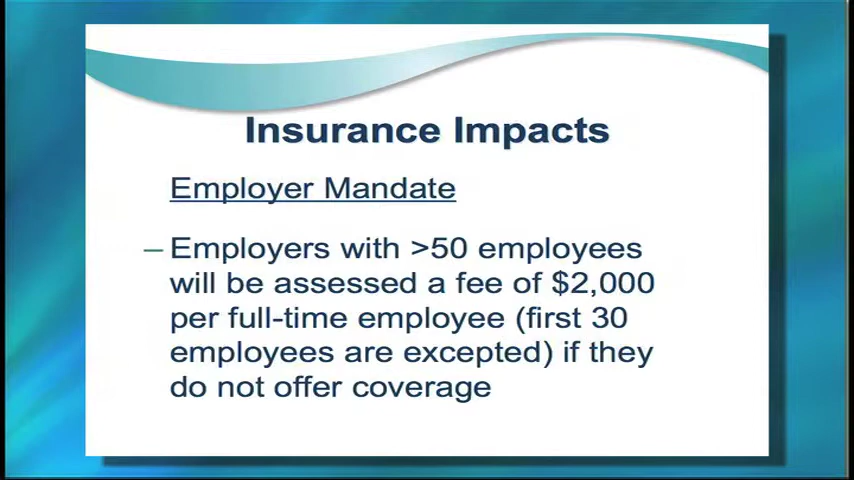 Insurance Impacts
Employer Mandate
– Employers with >50 employees
will be assessed a fee of $2,000
per full-time employee (first 30
employees are excepted) if they
do not offer coverage